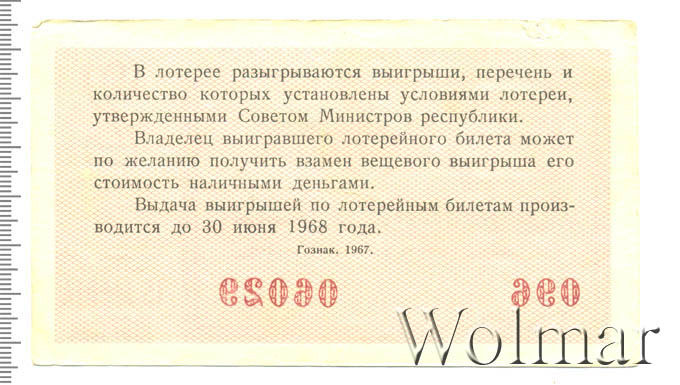 В лотерее разыгрываются выигрыши, перечень и
количество которых установлены условиями лотереи,
утвержденными Советом Министров республики.
Владелец выигравшего лотерейного билета может
по желанию получить взамен вещевого выигрыша его
стоимость наличными деньгами.
Выдача выигрышей по лотерейным билетам произ-
водится до 30 июня 1968 года.
Гознак. 1967.
Wolmar